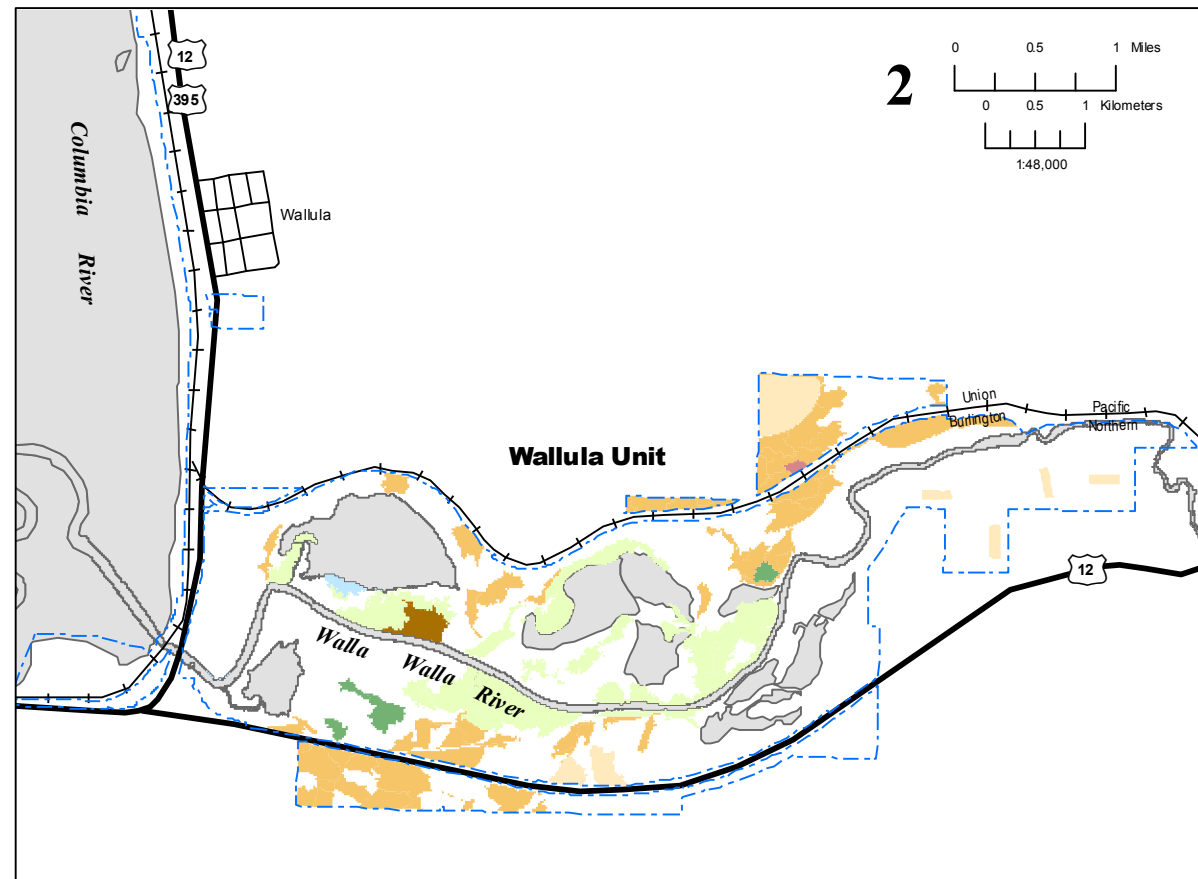 12
395
Columbia River
Wallula
2
0 0.5 1 Miles
0 0.5 1 Kilometers
1:48,000
Wallula Unit
Union Pacific
Burlington Northern
12
Walla Walla River